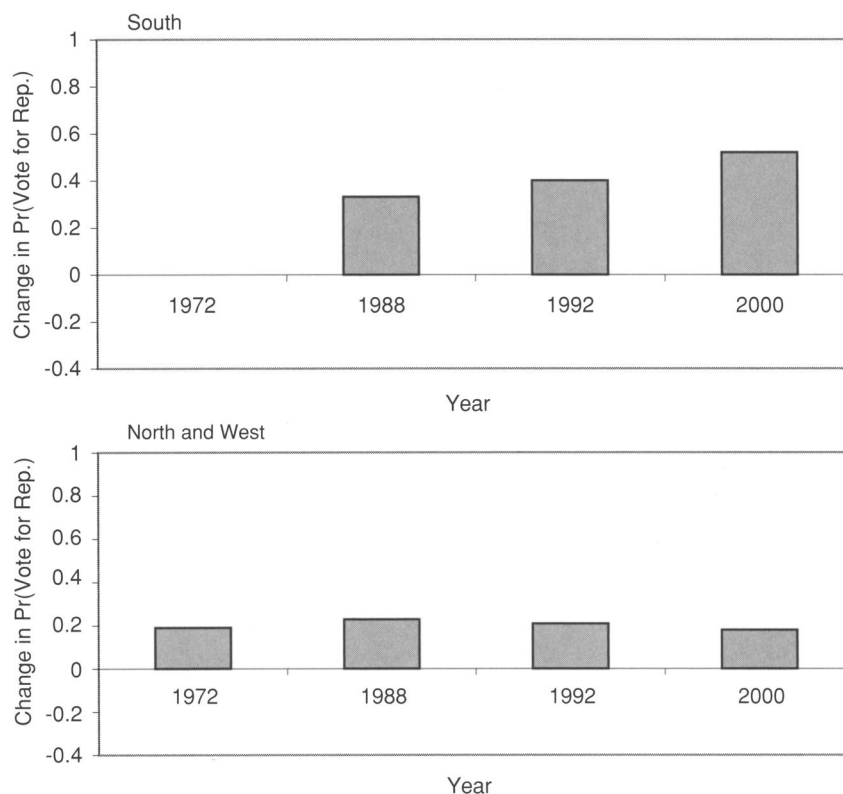 South
Change in Pr(Vote for Rep.)
1
0.8
0.6
0.4
0.2
0
-0.2
-0.4
1972 1988 1992 2000
Year
North and West
Change in Pr(Vote for Rep.)
1
0.8
0.6
0.4
0.2
0
-0.2
-0.4
1972 1988 1992 2000
Year